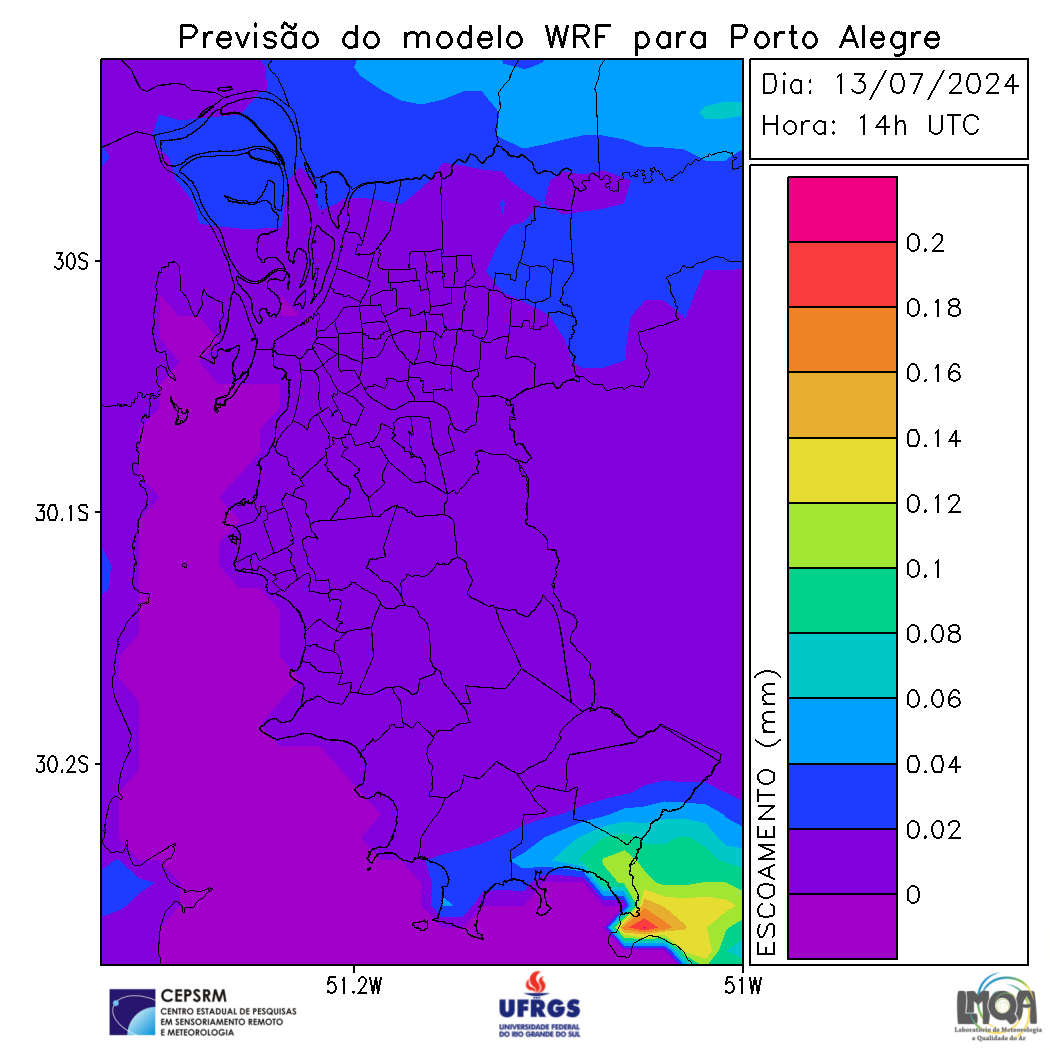 Previsão do modelo WRF para Porto Alegre
Dia: 13/07/2024
Hora: 14h UTC
30S
30.1S
30.2S
51.2W
51W
ESCOAMENTO (mm)
0.2
0.18
0.16
0.14
0.12
0.1
0.08
0.06
0.04
0.02
0
CEPSRM
CENTRO ESTADUAL DE PESQUISAS
EM SENSORIAMENTO REMOTO
E METEOROLOGIA
UFRGS
UNIVERSIDADE FEDERAL
DO RIO GRANDE DO SUL
LMQA
Laboratório de Meteorologia
e Qualidade do Ar